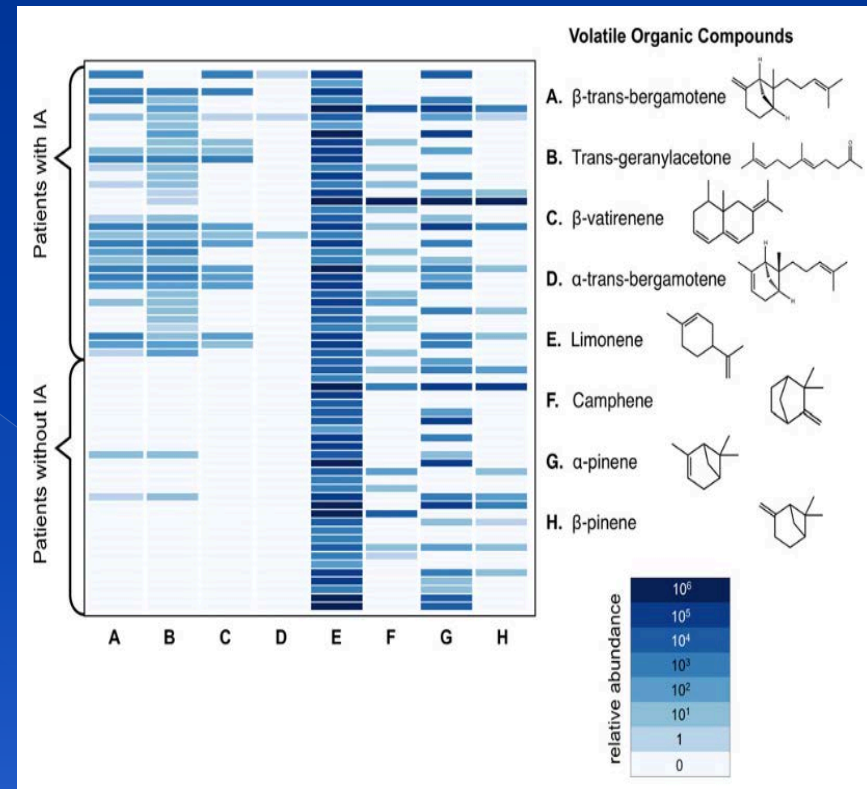 Volatile Organic Compounds
Patients with IA
Patients without IA
A. β-trans-bergamotene
B. Trans-geranylacetone
C. β-vatirenene
D. α-trans-bergamotene
E. Limonene
F. Camphene
G. α-pinene
H. β-pinene
H
H
O
H
H
A B C D E F G H
relative abundance
10⁶
10⁵
10⁴
10³
10²
10¹
1
0